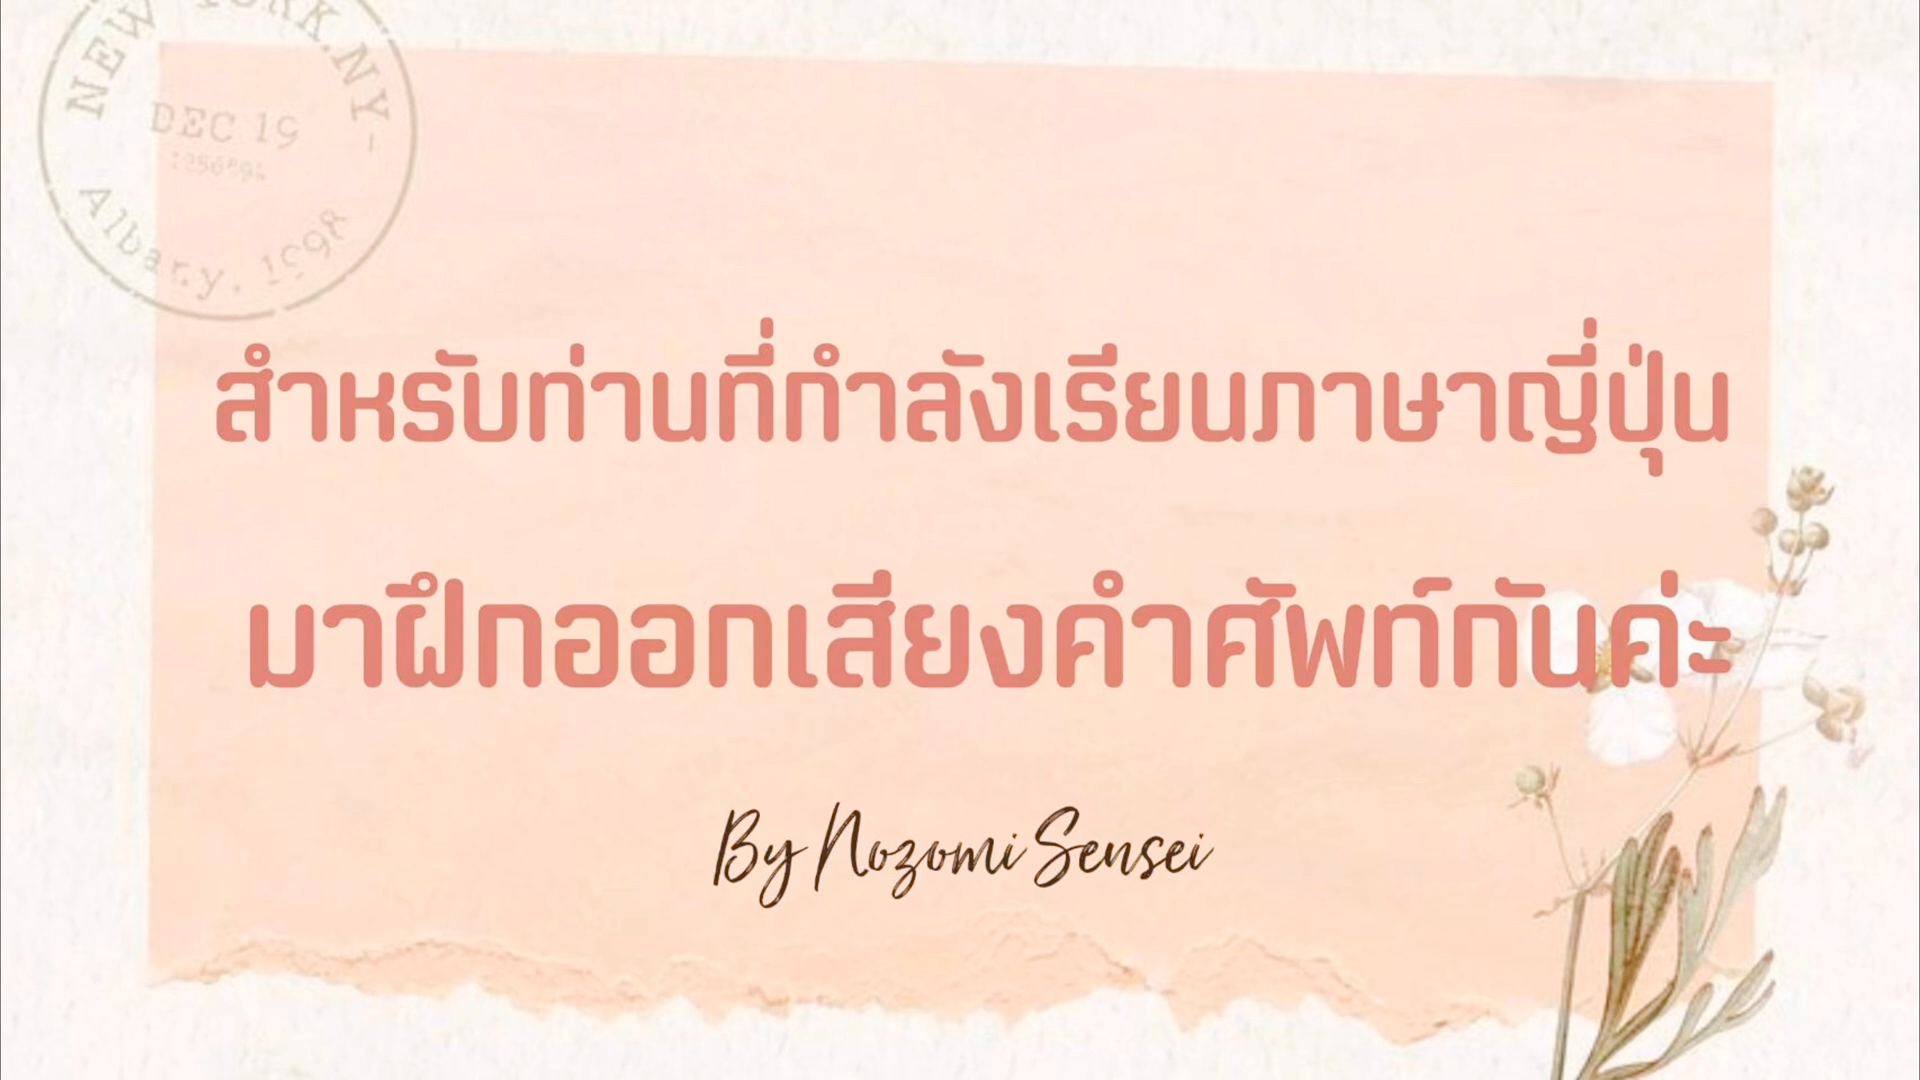 NEW YORK.NY-
DEC 19
Albany, 1998
สำหรับท่านที่กำลังเรียนภาษาญี่ปุ่น
มาฝึกออกเสียงคำศัพท์กันค่ะ
By Nozomi Sensei